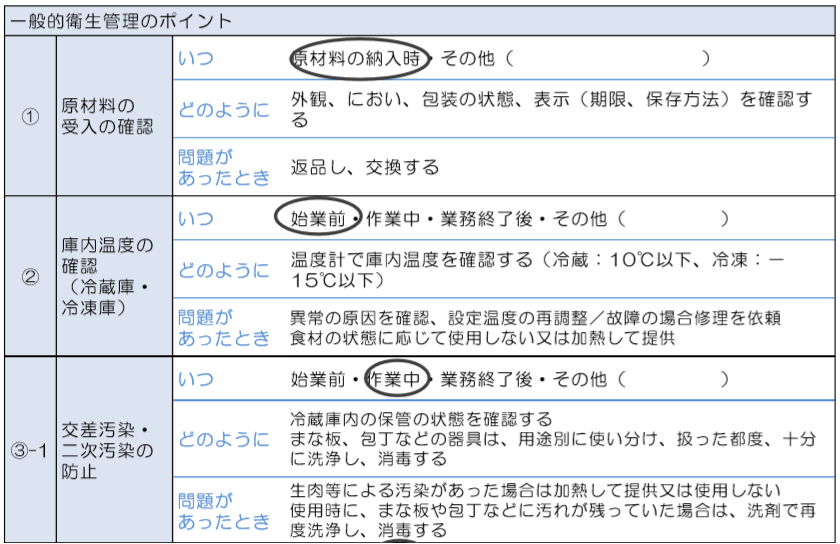 一般的衛生管理のポイント
①
原材料の
受入の確認
いつ
原材料の納入時・その他（　　　　　　　　　）
どのように
外観、におい、包装の状態、表示（期限、保存方法）を確認す
る
問題が
あったとき
返品し、交換する
②
庫内温度の
確認
（冷蔵庫・
冷凍庫）
いつ
始業前・作業中・業務終了後・その他（　　　　　）
どのように
温度計で庫内温度を確認する（冷蔵：10℃以下、冷凍：－
15℃以下）
問題が
あったとき
異常の原因を確認、設定温度の再調整／故障の場合修理を依頼
食材の状態に応じて使用しない又は加熱して提供
③-1
交差汚染・
二次汚染の
防止
いつ
始業前・作業中・業務終了後・その他（　　　　　）
どのように
冷蔵庫内の保管の状態を確認する
まな板、包丁などの器具は、用途別に使い分け、扱った都度、十分
に洗浄し、消毒する
問題が
あったとき
生肉等による汚染があった場合は加熱して提供又は使用しない
使用時に、まな板や包丁などに汚れが残っていた場合は、洗剤で再
度洗浄し、消毒する